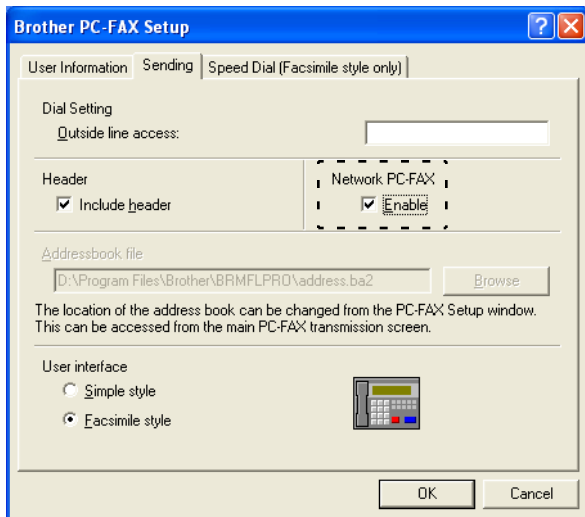 Brother PC-FAX Setup
User Information Sending Speed Dial (Facsimile style only)
Dial Setting
Outside line access:
Header Network PC-FAX
Include header Enable
Addressbook file
D:\Program Files\Brother\BRMFLPRO\address.ba2 Browse
The location of the address book can be changed from the PC-FAX Setup window.
This can be accessed from the main PC-FAX transmission screen.
User interface
Simple style
Facsimile style
OK Cancel